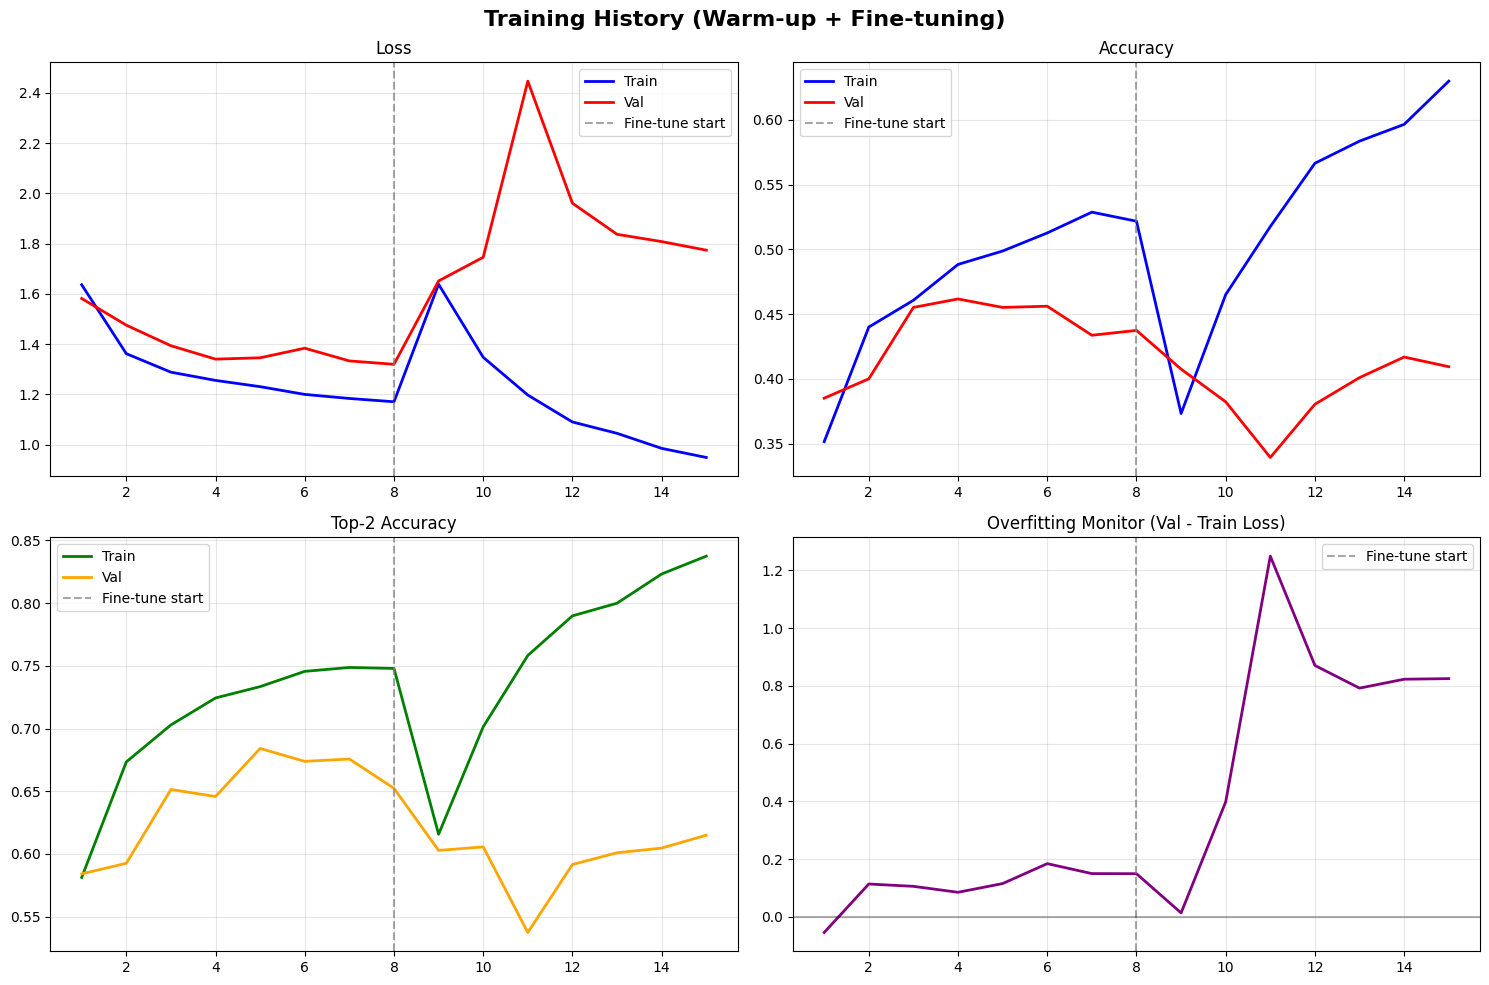 Training History (Warm-up + Fine-tuning)
Loss
Train
Val
Fine-tune start
2.4
2.2
2.0
1.8
1.6
1.4
1.2
1.0
2 4 6 8 10 12 14
Accuracy
Train
Val
Fine-tune start
0.60
0.55
0.50
0.45
0.40
0.35
2 4 6 8 10 12 14
Top-2 Accuracy
Train
Val
Fine-tune start
0.85
0.80
0.75
0.70
0.65
0.60
0.55
2 4 6 8 10 12 14
Overfitting Monitor (Val - Train Loss)
Fine-tune start
1.2
1.0
0.8
0.6
0.4
0.2
0.0
2 4 6 8 10 12 14